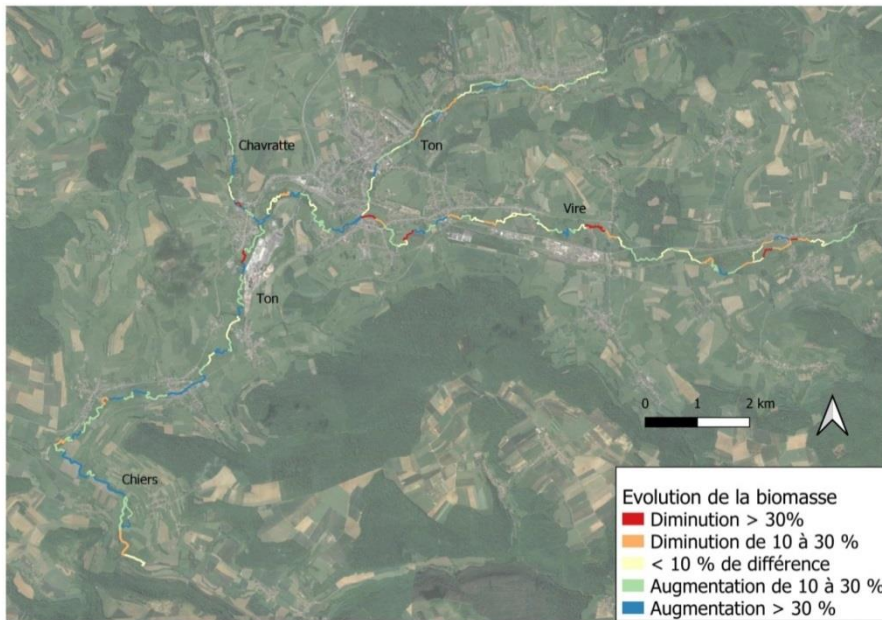 Chavratte
Ton
Vire
Ton
0 1 2 km
Chiers
Evolution de la biomasse
Diminution > 30%
Diminution de 10 à 30 %
< 10 % de différence
Augmentation de 10 à 30 %
Augmentation > 30 %